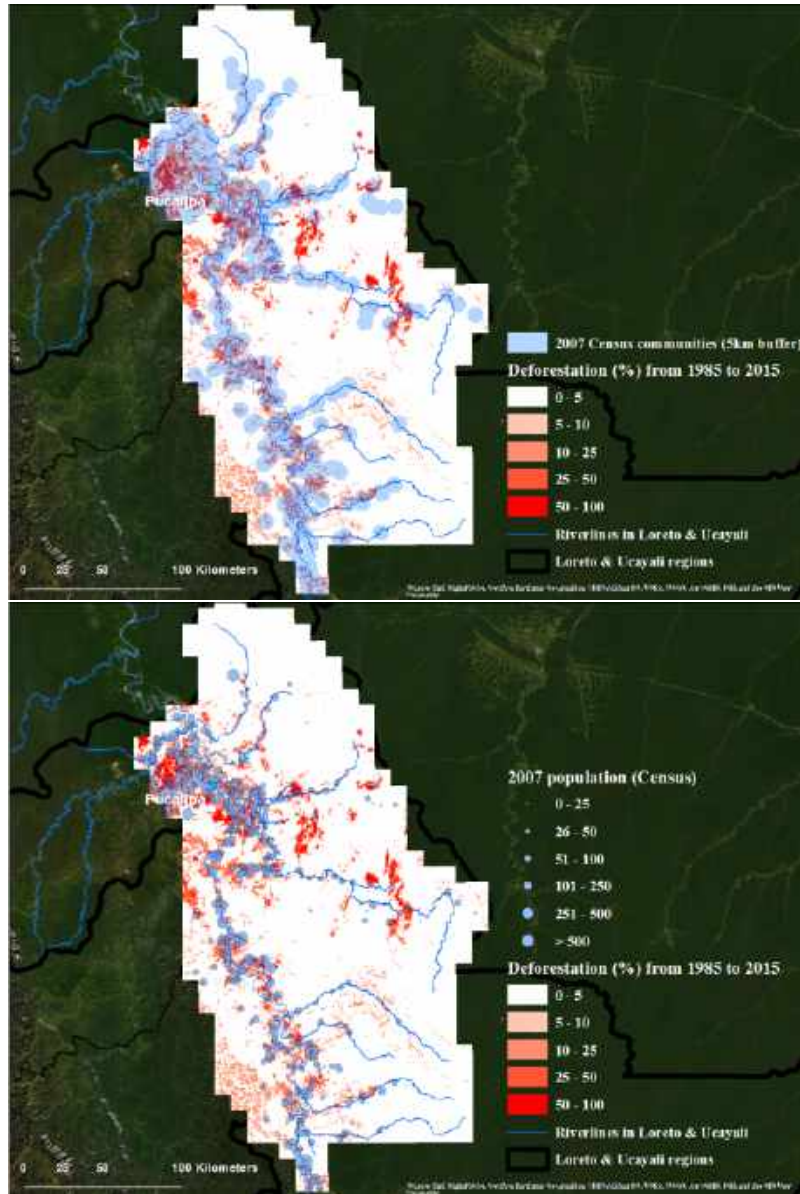 Pucallpa
2007 Census communities (5km buffer)
Deforestation (%) from 1985 to 2015
0 - 5
5 - 10
10 - 25
25 - 50
50 - 100
Riverlines in Loreto & Ucayali
Loreto & Ucayali regions
0 25 50 100 Kilometers
Pucallpa
2007 population (Census)
0 - 25
26 - 50
51 - 100
101 - 250
251 - 500
> 500
Deforestation (%) from 1985 to 2015
0 - 5
5 - 10
10 - 25
25 - 50
50 - 100
Riverlines in Loreto & Ucayali
Loreto & Ucayali regions
0 25 50 100 Kilometers